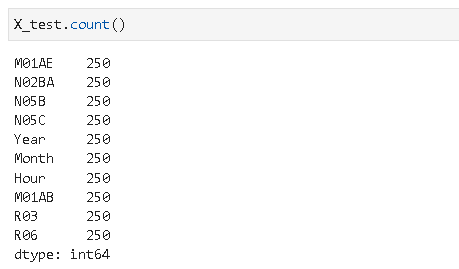 X_test.count()
M01AE 250
N02BA 250
N05B 250
N05C 250
Year 250
Month 250
Hour 250
M01AB 250
R03 250
R06 250
dtype: int64